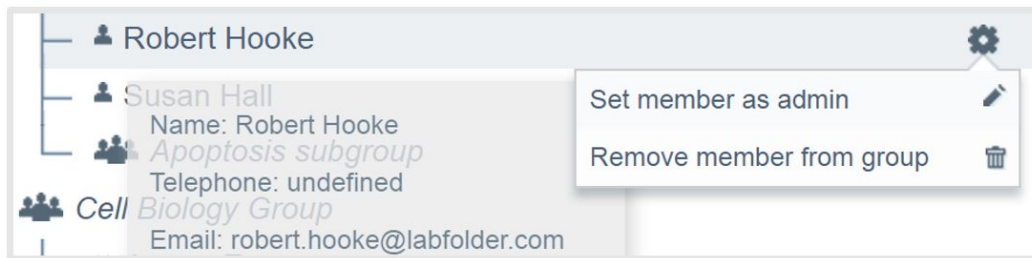 Robert Hooke
Susan Hall
Set member as admin
Name: Robert Hooke
Apoptosis subgroup
Remove member from group
Telephone: undefined
Cell Biology Group
Email: robert.hooke@labfolder.com